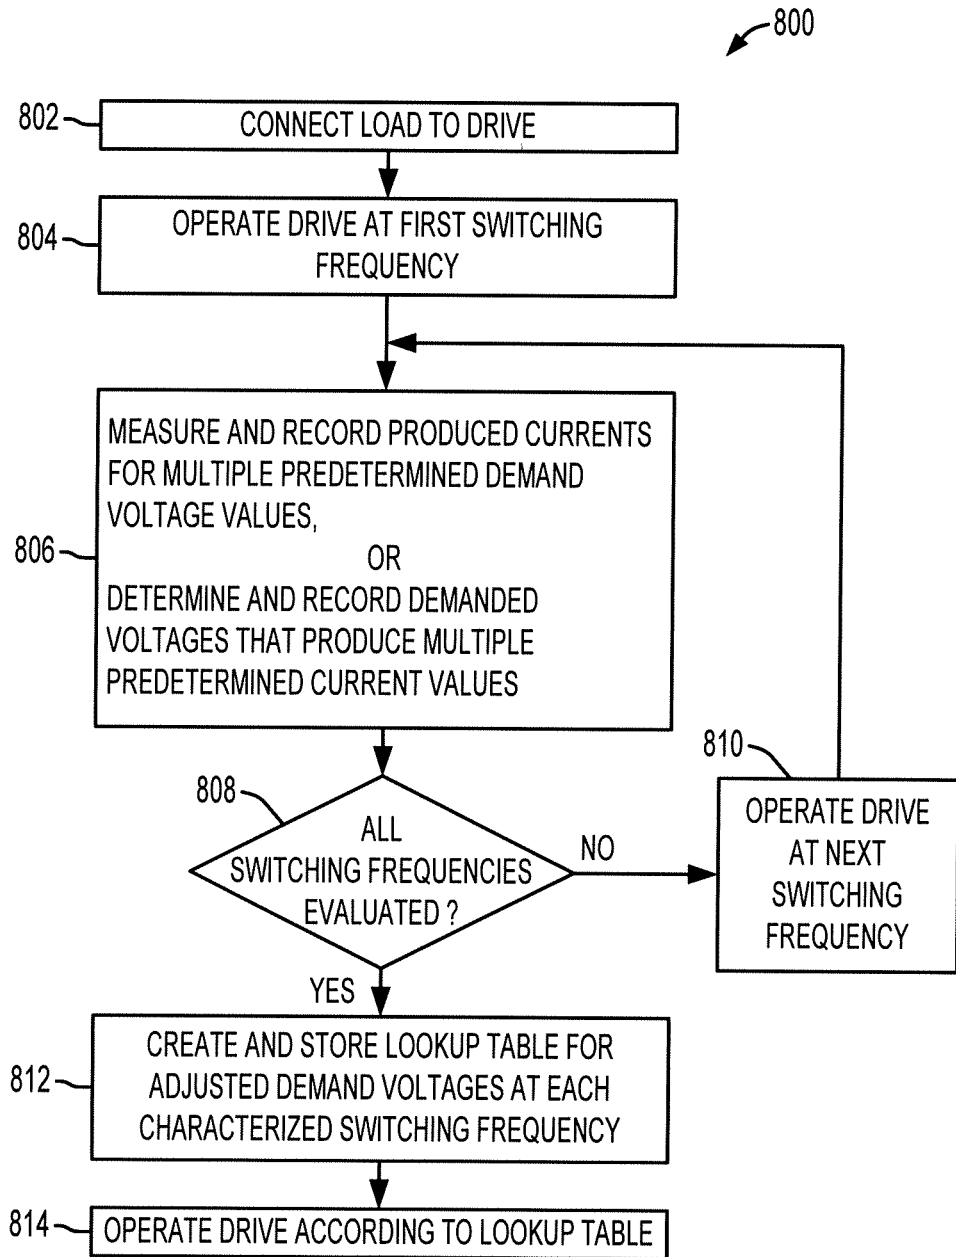 800
802
CONNECT LOAD TO DRIVE
804
OPERATE DRIVE AT FIRST SWITCHING
FREQUENCY
806
MEASURE AND RECORD PRODUCED CURRENTS
FOR MULTIPLE PREDETERMINED DEMAND
VOLTAGE VALUES,
OR
DETERMINE AND RECORD DEMANDED
VOLTAGES THAT PRODUCE MULTIPLE
PREDETERMINED CURRENT VALUES
808
ALL
SWITCHING FREQUENCIES
EVALUATED ?
NO
810
OPERATE DRIVE
AT NEXT
SWITCHING
FREQUENCY
YES
812
CREATE AND STORE LOOKUP TABLE FOR
ADJUSTED DEMAND VOLTAGES AT EACH
CHARACTERIZED SWITCHING FREQUENCY
814
OPERATE DRIVE ACCORDING TO LOOKUP TABLE